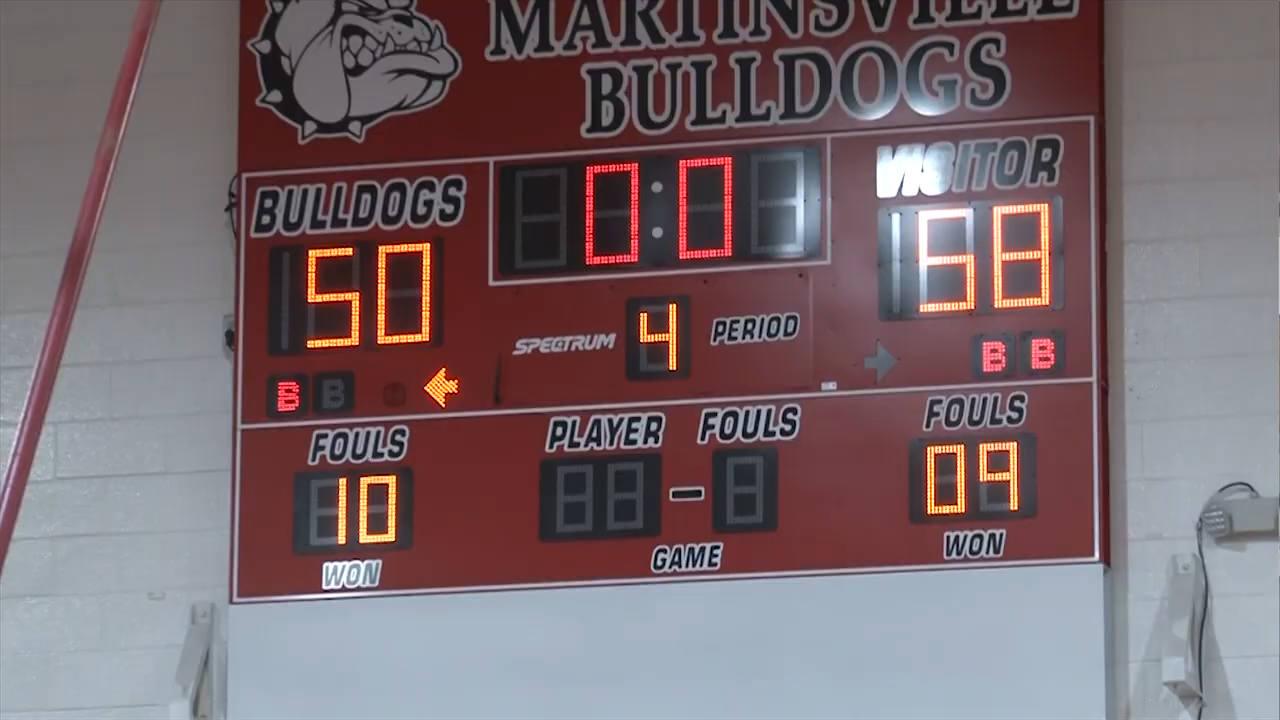 MARTINSVILLE
BULLDOGS
BULLDOGS
0:0
VISITOR
50
58
SPECTRUM
4
PERIOD
B
B
B B
FOULS
PLAYER - FOULS
FOULS
10
09
WON
GAME
WON